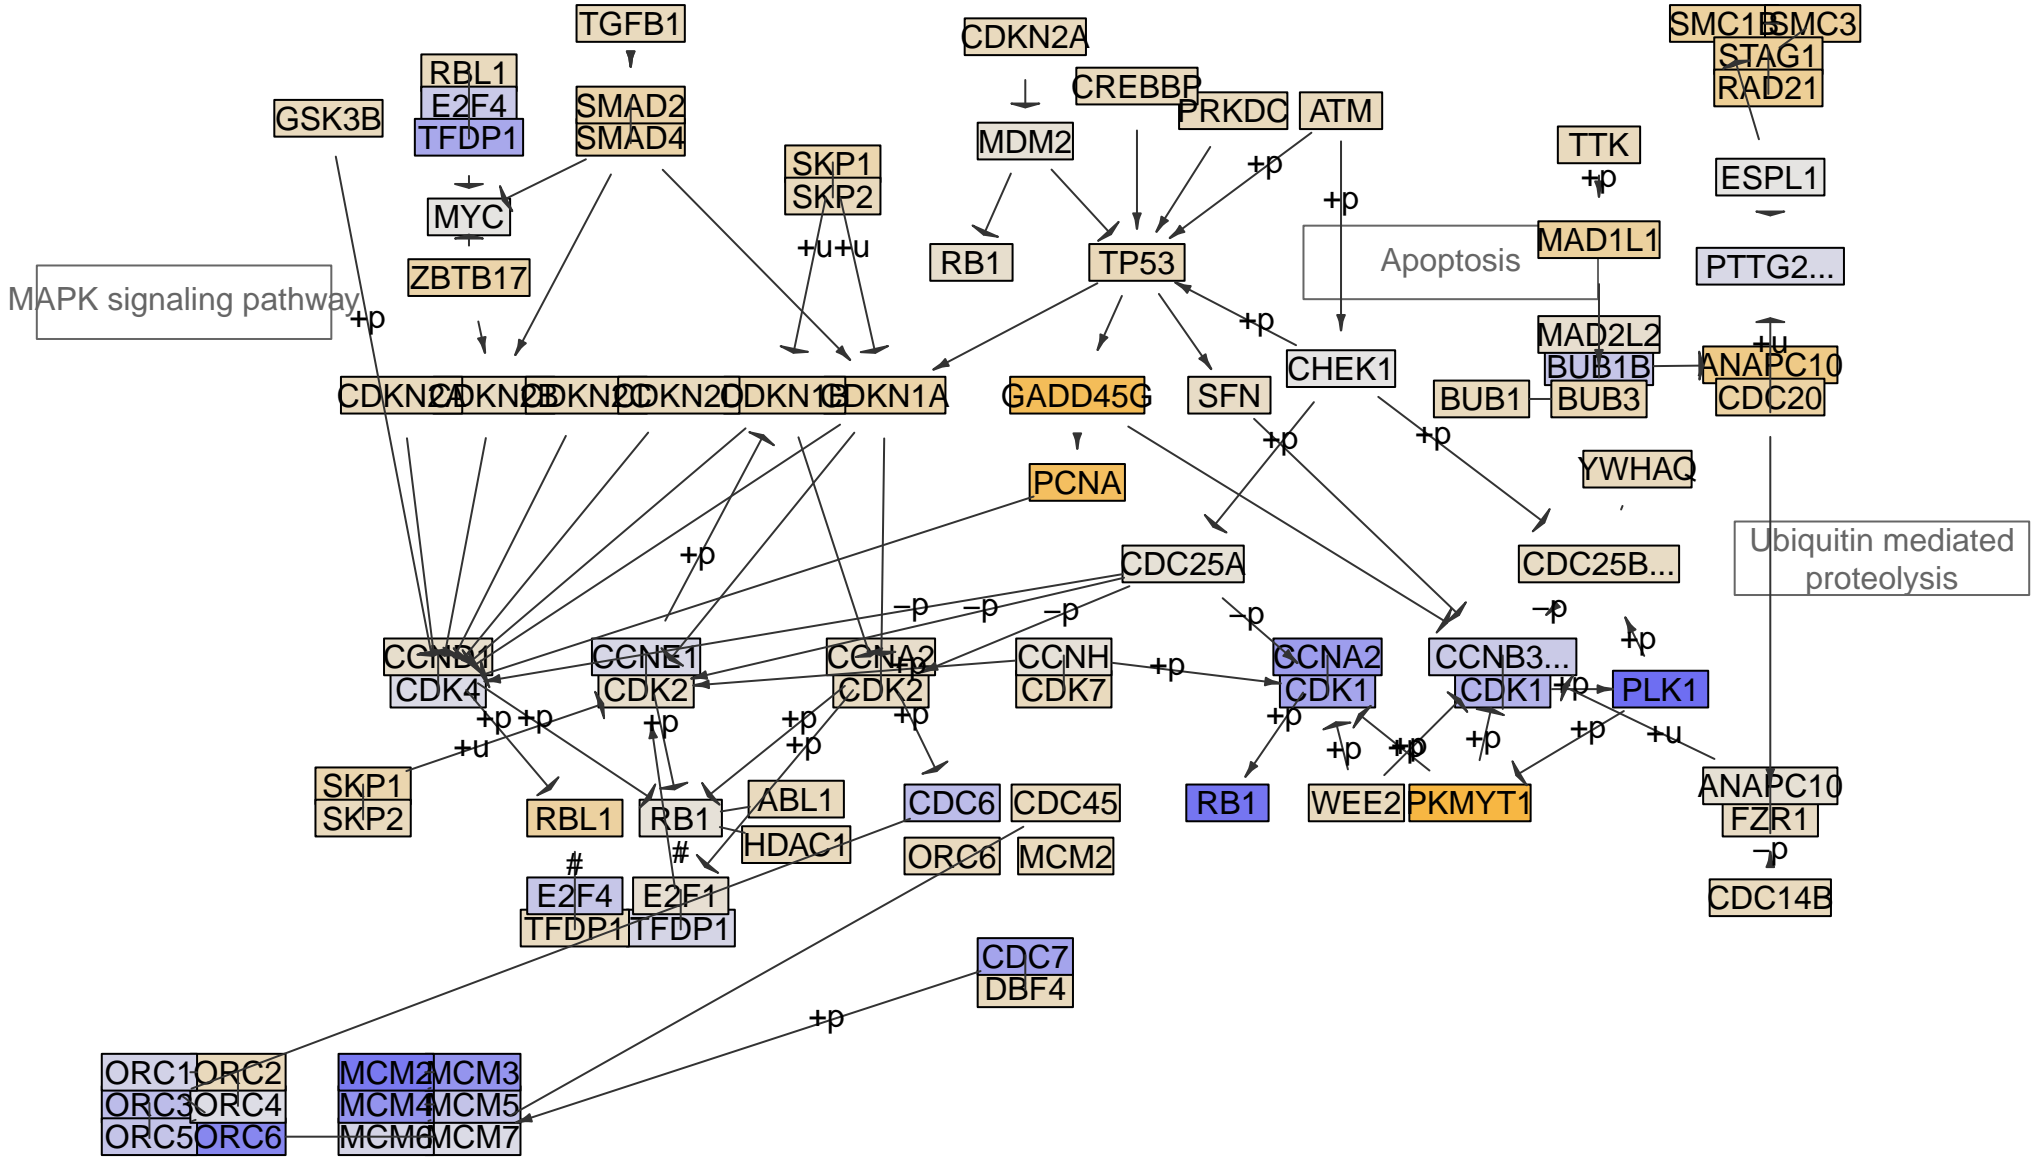 TGFB1
CDKN2A
SMC1B
SMC3
STAG1
RAD21
RBL1
E2F4
TFDP1
CREBBP
PRKDC
ATM
GSK3B
SMAD2
SMAD4
MDM2
TTK
+p
SKP1
SKP2
+p
+p
ESPL1
MYC
+u
+u
RB1
TP53
Apoptosis
MAD1L1
PTTG2...
ZBTB17
MAPK signaling pathway
+p
+p
MAD2L2
BUB1B
BUB3
BUB1
+u
ANAPC10
CDC20
CHEK1
CDKN2A
CDKN2B
CDKN2C
CDKN2D
CDKN1B
CDKN1A
GADD45G
SFN
+p
+p
YWHAQ
PCNA
Ubiquitin mediated
proteolysis
+p
CDC25A
CDC25B...
−p
−p
−p
−p
−p
+p
CCND1
CDK4
CCNE1
CDK2
CCNA2
CDK2
+p
CCNH
CDK7
+p
CCNA2
CDK1
CCNB3...
CDK1
+p
PLK1
+p
+p
+u
+p
+p
+p
+p
+p
+p
+p
+p
+p
+p
+u
SKP1
SKP2
RBL1
RB1
ABL1
HDAC1
CDC6
CDC45
RB1
WEE2
PKMYT1
ANAPC10
FZR1
−p
#
#
ORC6
MCM2
E2F4
TFDP1
E2F1
TFDP1
CDC14B
CDC7
DBF4
+p
ORC1
ORC2
MCM2
MCM3
ORC3
ORC4
MCM4
MCM5
ORC5
ORC6
MCM6
MCM7